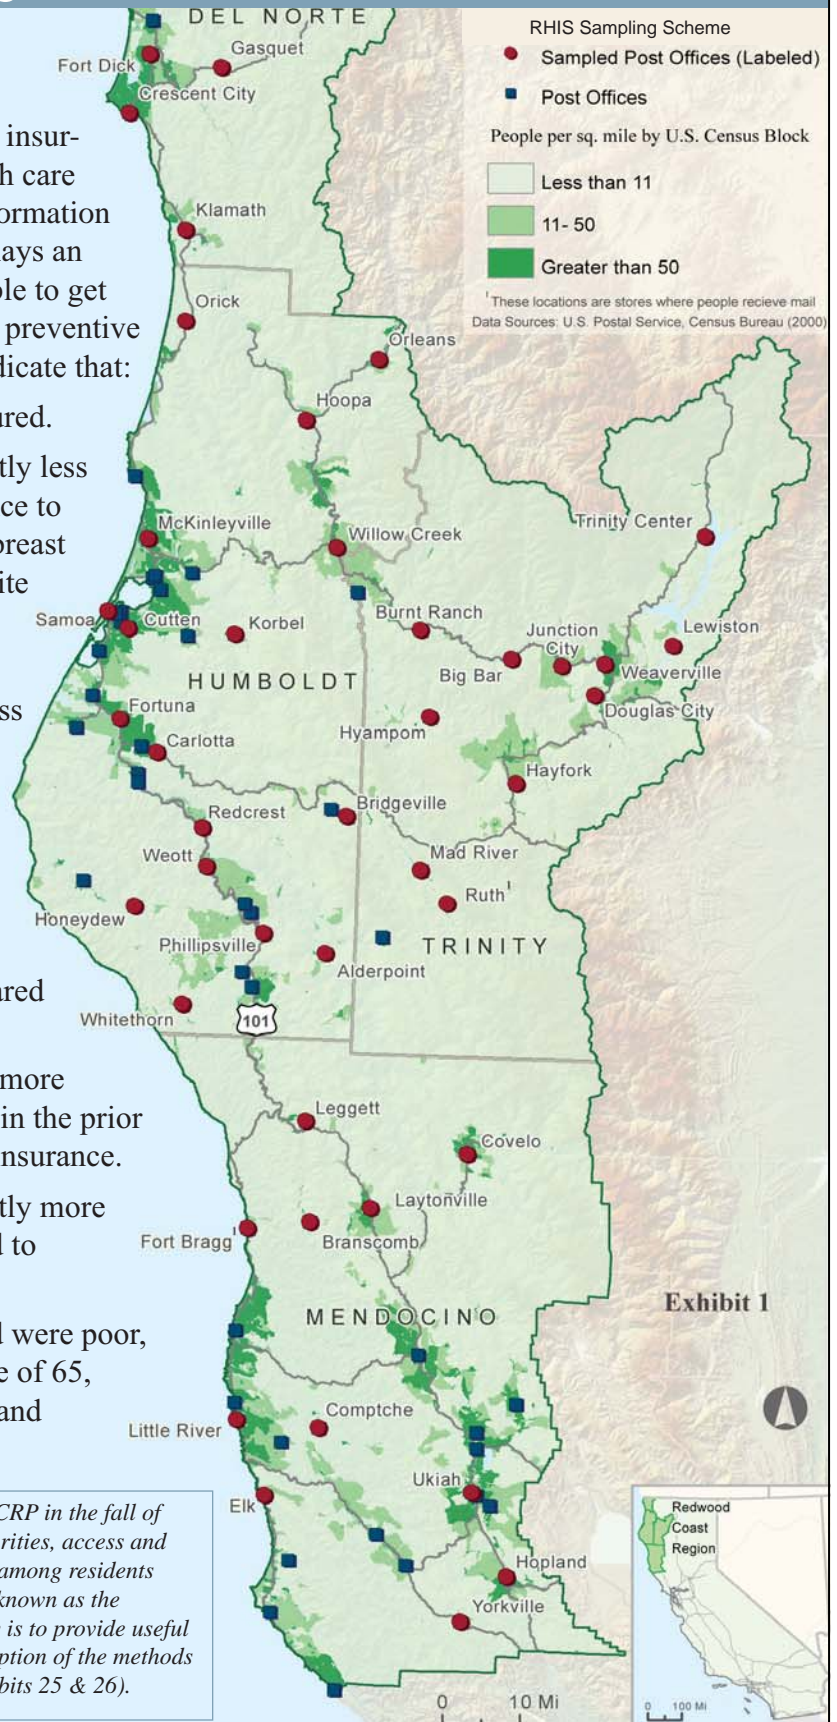 RHIS Sampling Scheme
Sampled Post Offices (Labeled)
Post Offices
People per sq. mile by U.S. Census Block
Less than 11
11- 50
Greater than 50
¹ These locations are stores where people recieve mail
Data Sources: U.S. Postal Service, Census Bureau (2000)
DEL NORTE
Gasquet
Fort Dick
Crescent City
Klamath
Orick
Orleans
Hoopa
McKinleyville
Willow Creek
Trinity Center
Samoa
Cutten
Korbel
Burnt Ranch
Junction
City
Lewiston
Big Bar
Weaverville
HUMBOLDT
Fortuna
Douglas City
Hyampom
Carlotta
Hayfork
Redcrest
Bridgeville
Weott
Mad River
Ruth¹
Honeydew
Phillipsville
TRINITY
Alderpoint
Whitethorn
101
Leggett
Covelo
Laytonville
Fort Bragg¹
Branscomb
MENDOCINO
Exhibit 1
Comptche
Little River
Ukiah
Elk
Hopland
Yorkville
0 10 Mi
Redwood
Coast
Region
0 100 Mi
insur-
h care
ormation
ays an
le to get
preventive
dicate that:
ured.
tly less
ce to
breast
ite
ss
ared
more
in the prior
insurance.
tly more
d to
d were poor,
e of 65,
and
CRP in the fall of
rities, access and
among residents
known as the
is to provide useful
ption of the methods
bits 25 & 26).